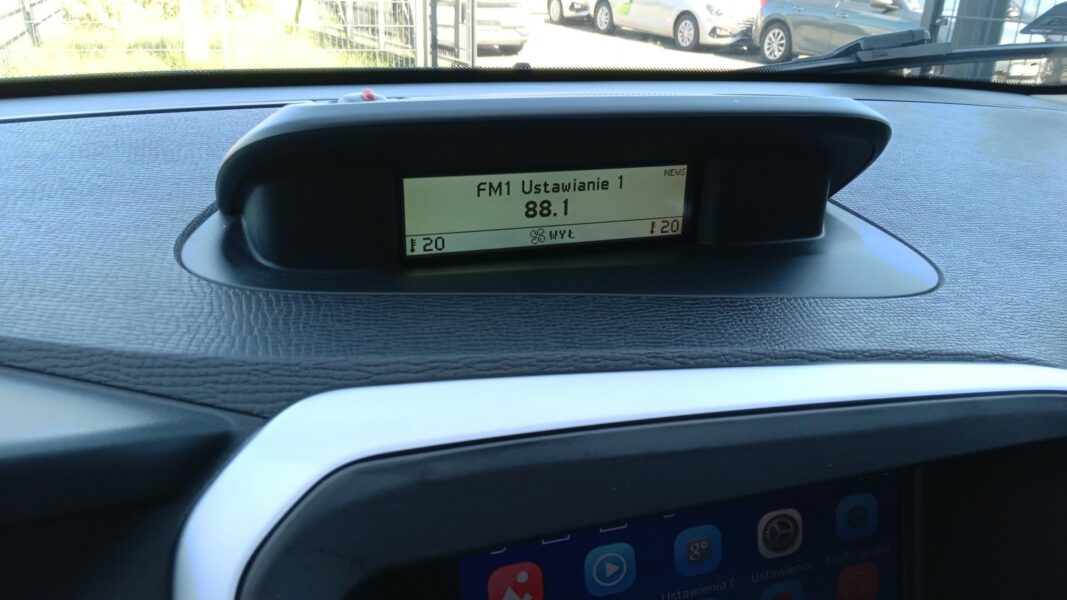 NEWS
FM1 Ustawianie 1
88.1
20 WYŁ 20
Ustawienia